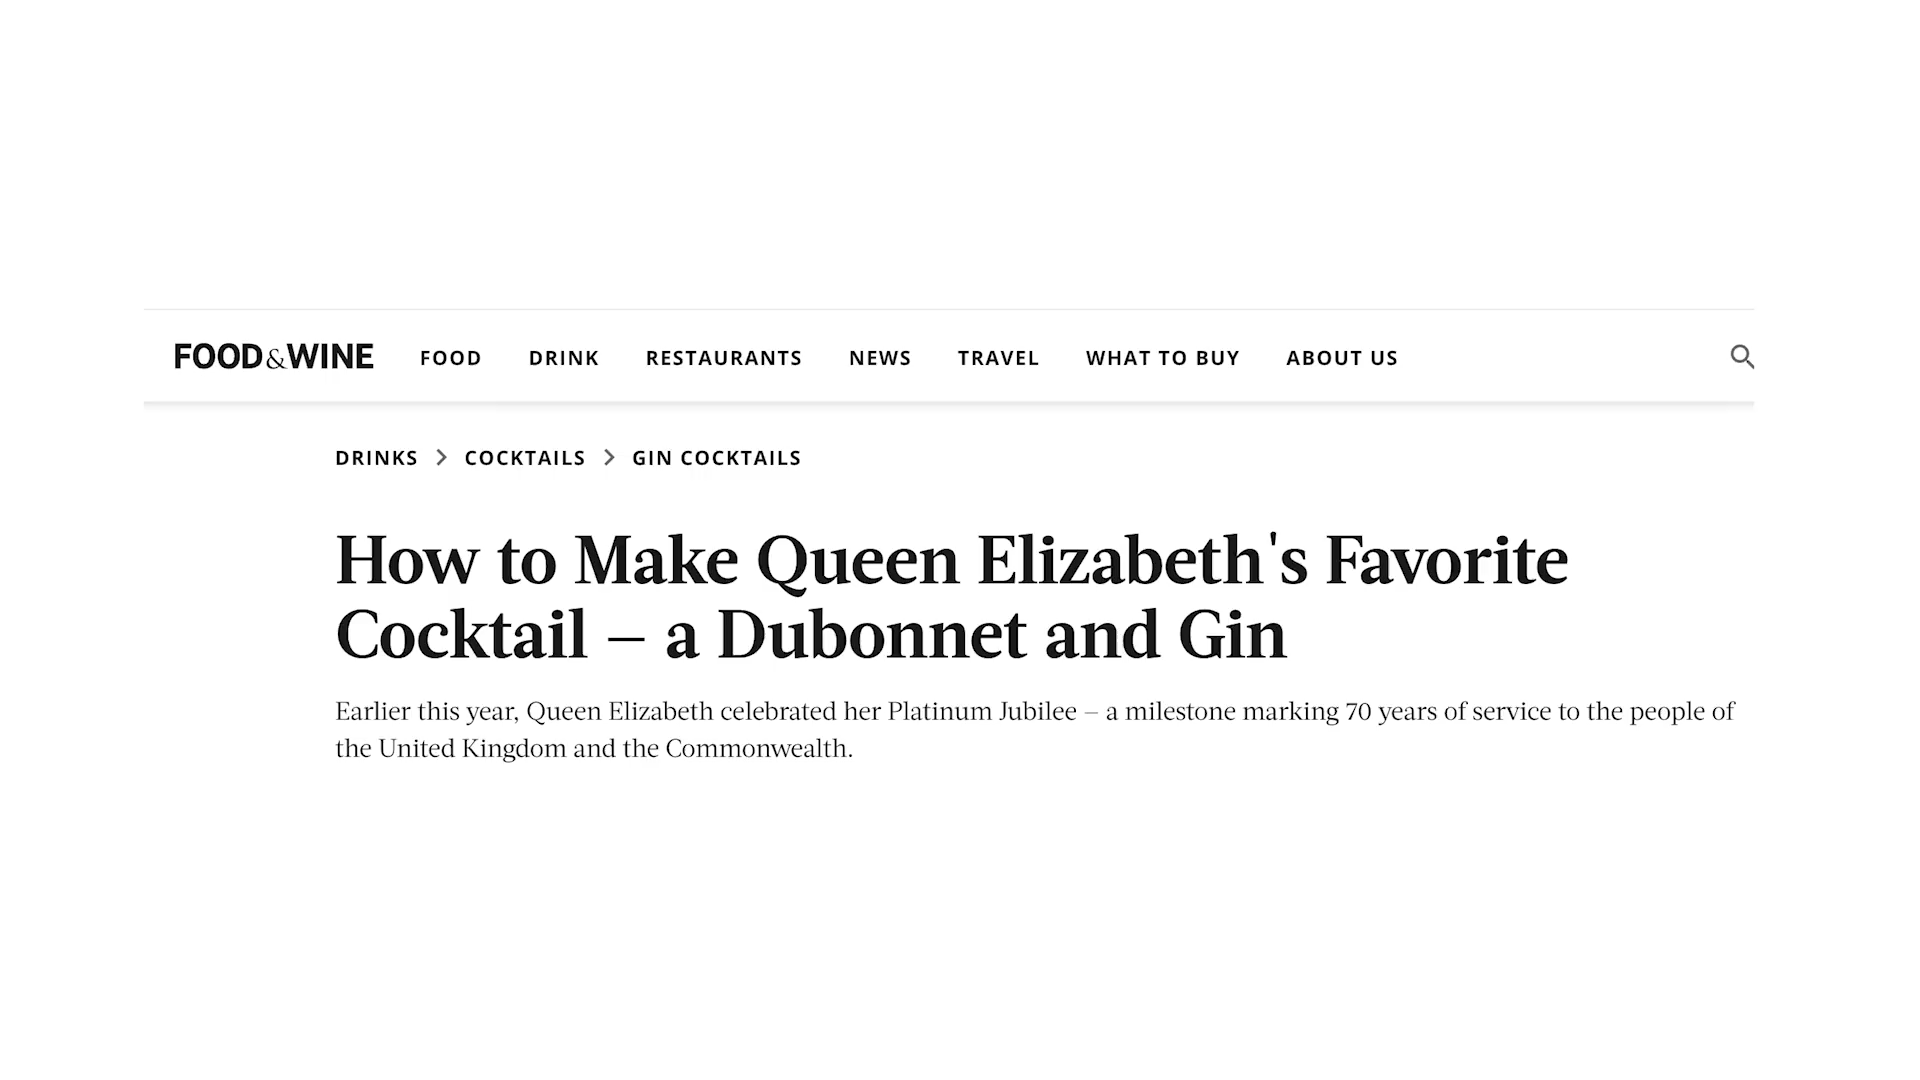 FOOD&WINE FOOD DRINK RESTAURANTS NEWS TRAVEL WHAT TO BUY ABOUT US
DRINKS > COCKTAILS > GIN COCKTAILS
How to Make Queen Elizabeth's Favorite
Cocktail – a Dubonnet and Gin
Earlier this year, Queen Elizabeth celebrated her Platinum Jubilee – a milestone marking 70 years of service to the people of
the United Kingdom and the Commonwealth.